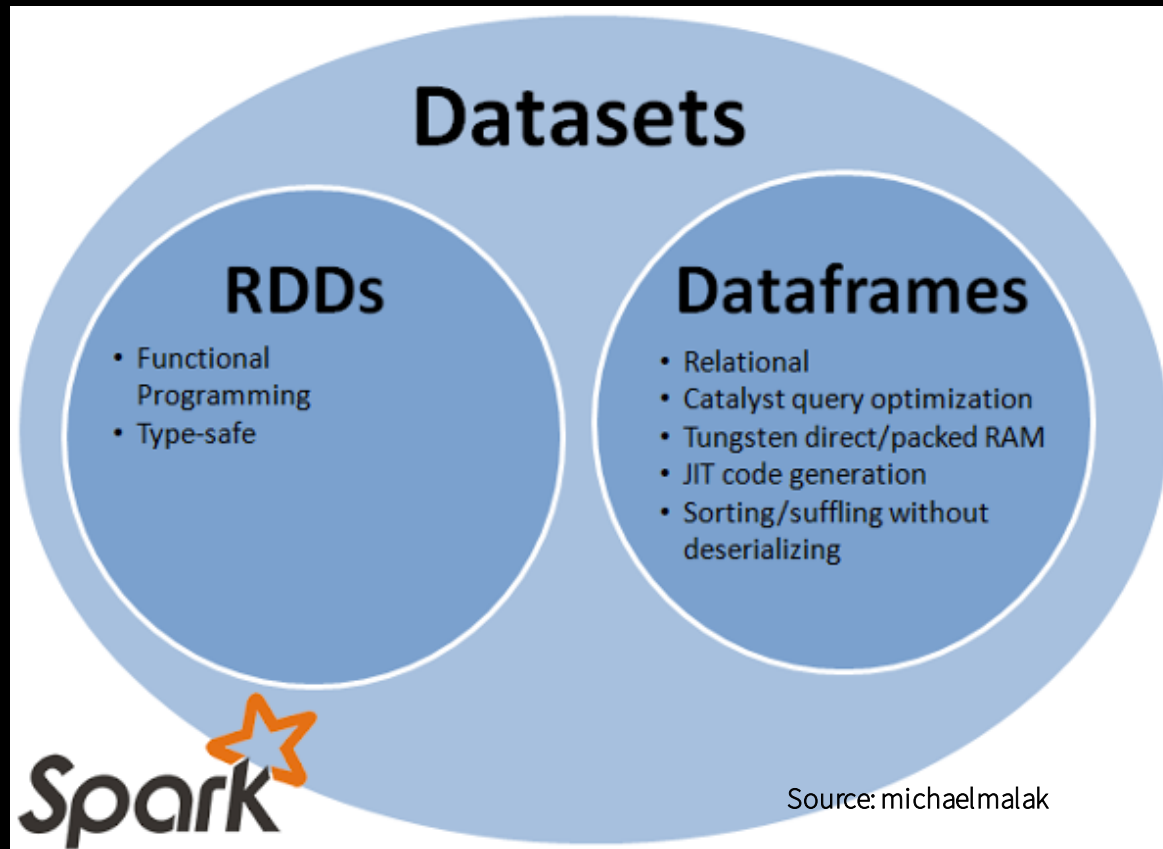 Datasets
RDDs
• Functional
Programming
• Type-safe
Dataframes
• Relational
• Catalyst query optimization
• Tungsten direct/packed RAM
• JIT code generation
• Sorting/suffling without
deserializing
Spark
Source: michaelmalak